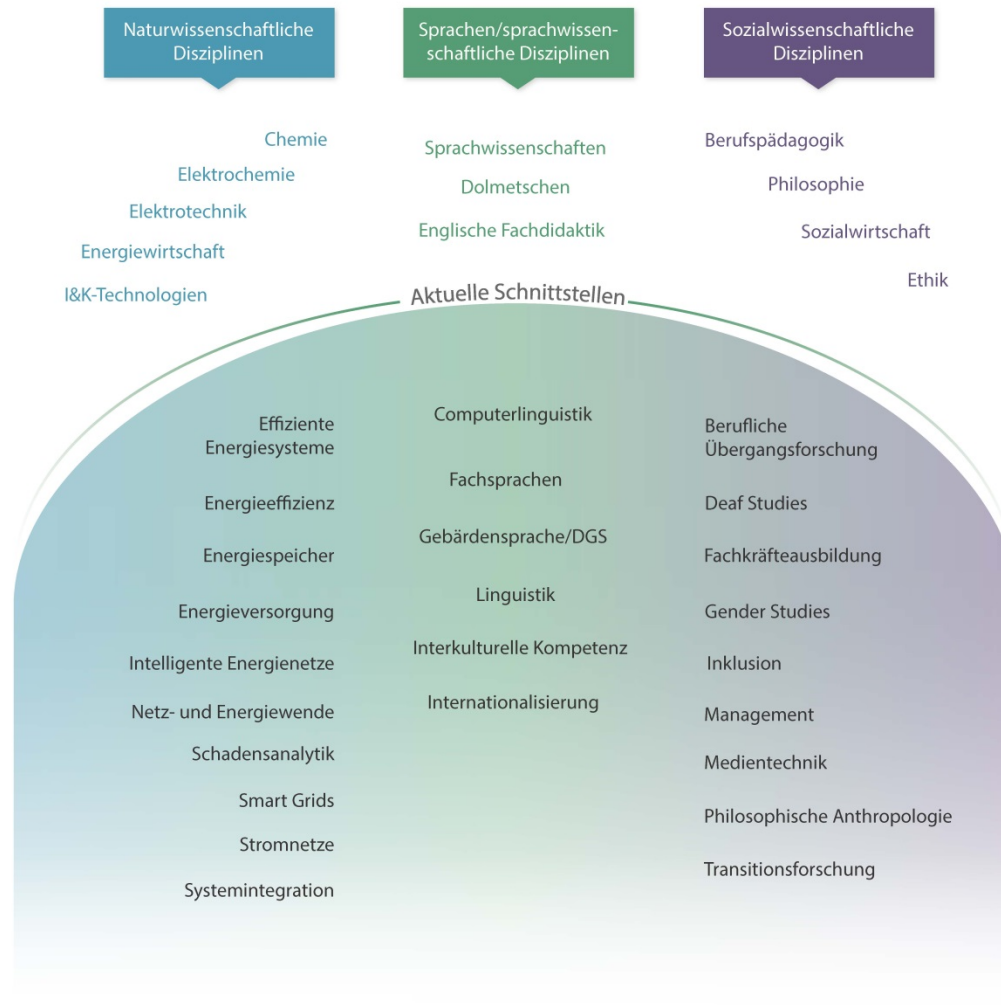 Naturwissenschaftliche
Disziplinen
Sprachen/sprachwissen-
schaftliche Disziplinen
Sozialwissenschaftliche
Disziplinen
Chemie
Elektrochemie
Elektrotechnik
Energiewirtschaft
I&K-Technologien
Sprachwissenschaften
Dolmetschen
Englische Fachdidaktik
Berufspädagogik
Philosophie
Sozialwirtschaft
Ethik
Aktuelle Schnittstellen
Effiziente
Energiesysteme
Energieeffizienz
Energiespeicher
Energieversorgung
Intelligente Energienetze
Netz- und Energiewende
Schadensanalytik
Smart Grids
Stromnetze
Systemintegration
Computerlinguistik
Fachsprachen
Gebärdensprache/DGS
Linguistik
Interkulturelle Kompetenz
Internationalisierung
Berufliche
Übergangsforschung
Deaf Studies
Fachkräfteausbildung
Gender Studies
Inklusion
Management
Medientechnik
Philosophische Anthropologie
Transitionsforschung